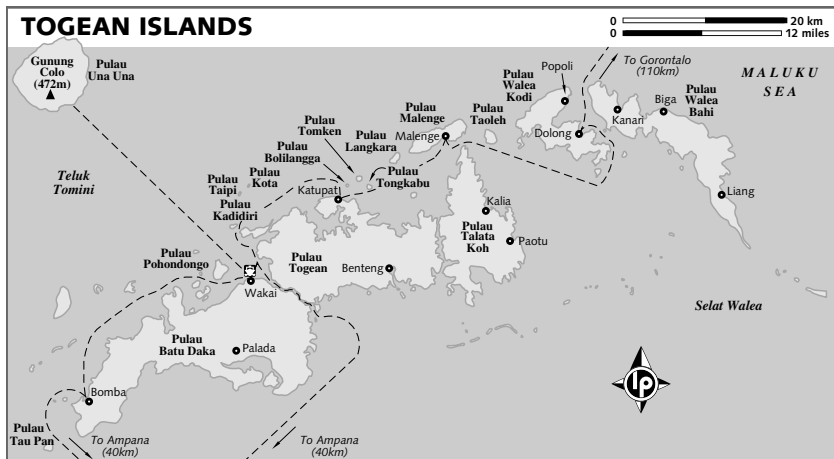 TOGEAN ISLANDS
0 20 km
0 12 miles
Gunung
Colo
(472m)
Pulau
Una Una
To Gorontalo
(110km)
MALUKU
SEA
Popoli
Pulau
Walea
Kodi
Biga
Pulau
Walea
Bahi
Kanari
Dolong
Pulau
Taoleh
Pulau
Malenge
Malenge
Pulau
Tomken
Pulau
Langkara
Pulau
Bolilangga
Pulau
Tongkabu
Pulau
Kota
Pulau
Taipi
Katupati
Pulau
Kadidiri
Teluk
Tomini
Liang
Kalia
Pulau
Talata
Koh
Paotu
Pulau
Pohondongo
Pulau
Togean
Benteng
Wakai
Selat Walea
Pulau
Batu Daka
Palada
Bomba
lp
Pulau
Tau Pan
To Ampana
(40km)
To Ampana
(40km)